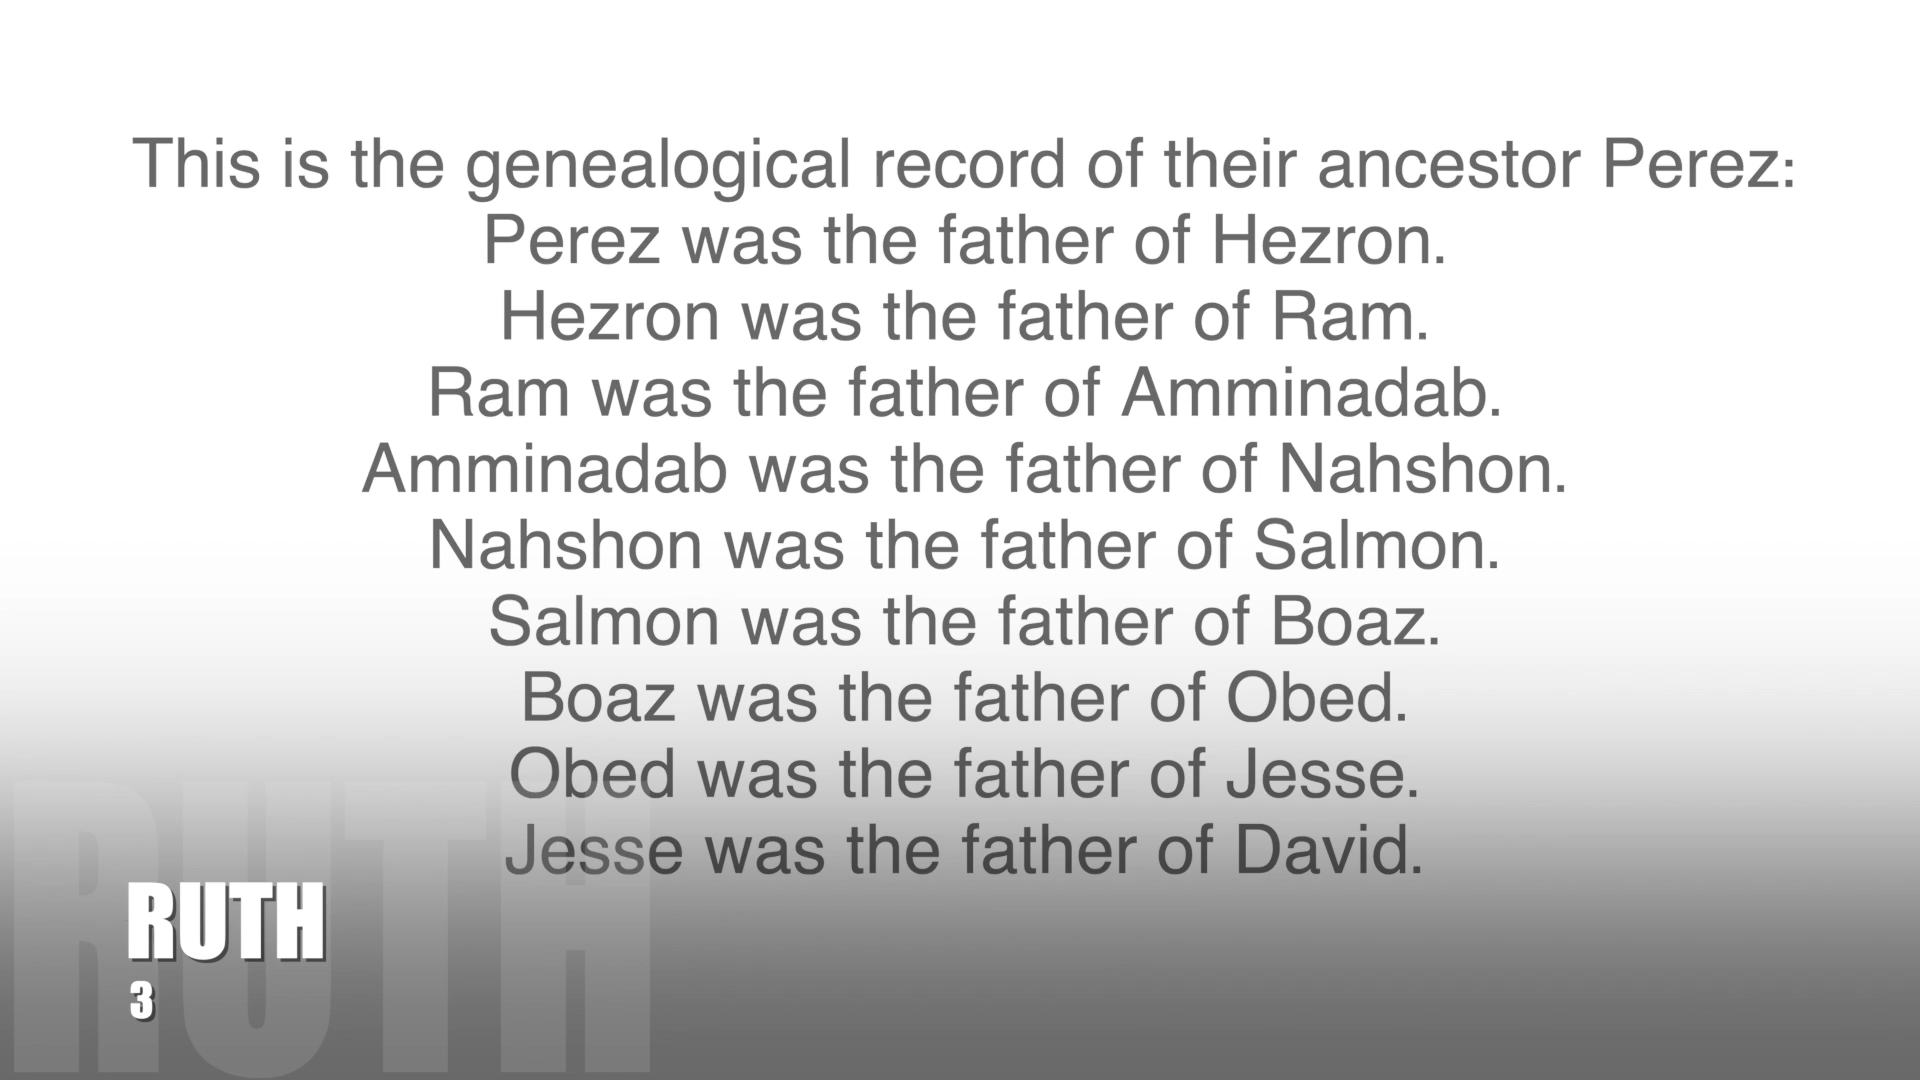 This is the genealogical record of their ancestor Perez:
Perez was the father of Hezron.
Hezron was the father of Ram.
Ram was the father of Amminadab.
Amminadab was the father of Nahshon.
Nahshon was the father of Salmon.
Salmon was the father of Boaz.
Boaz was the father of Obed.
Obed was the father of Jesse.
Jesse was the father of David.
RUTH
RUTH
3